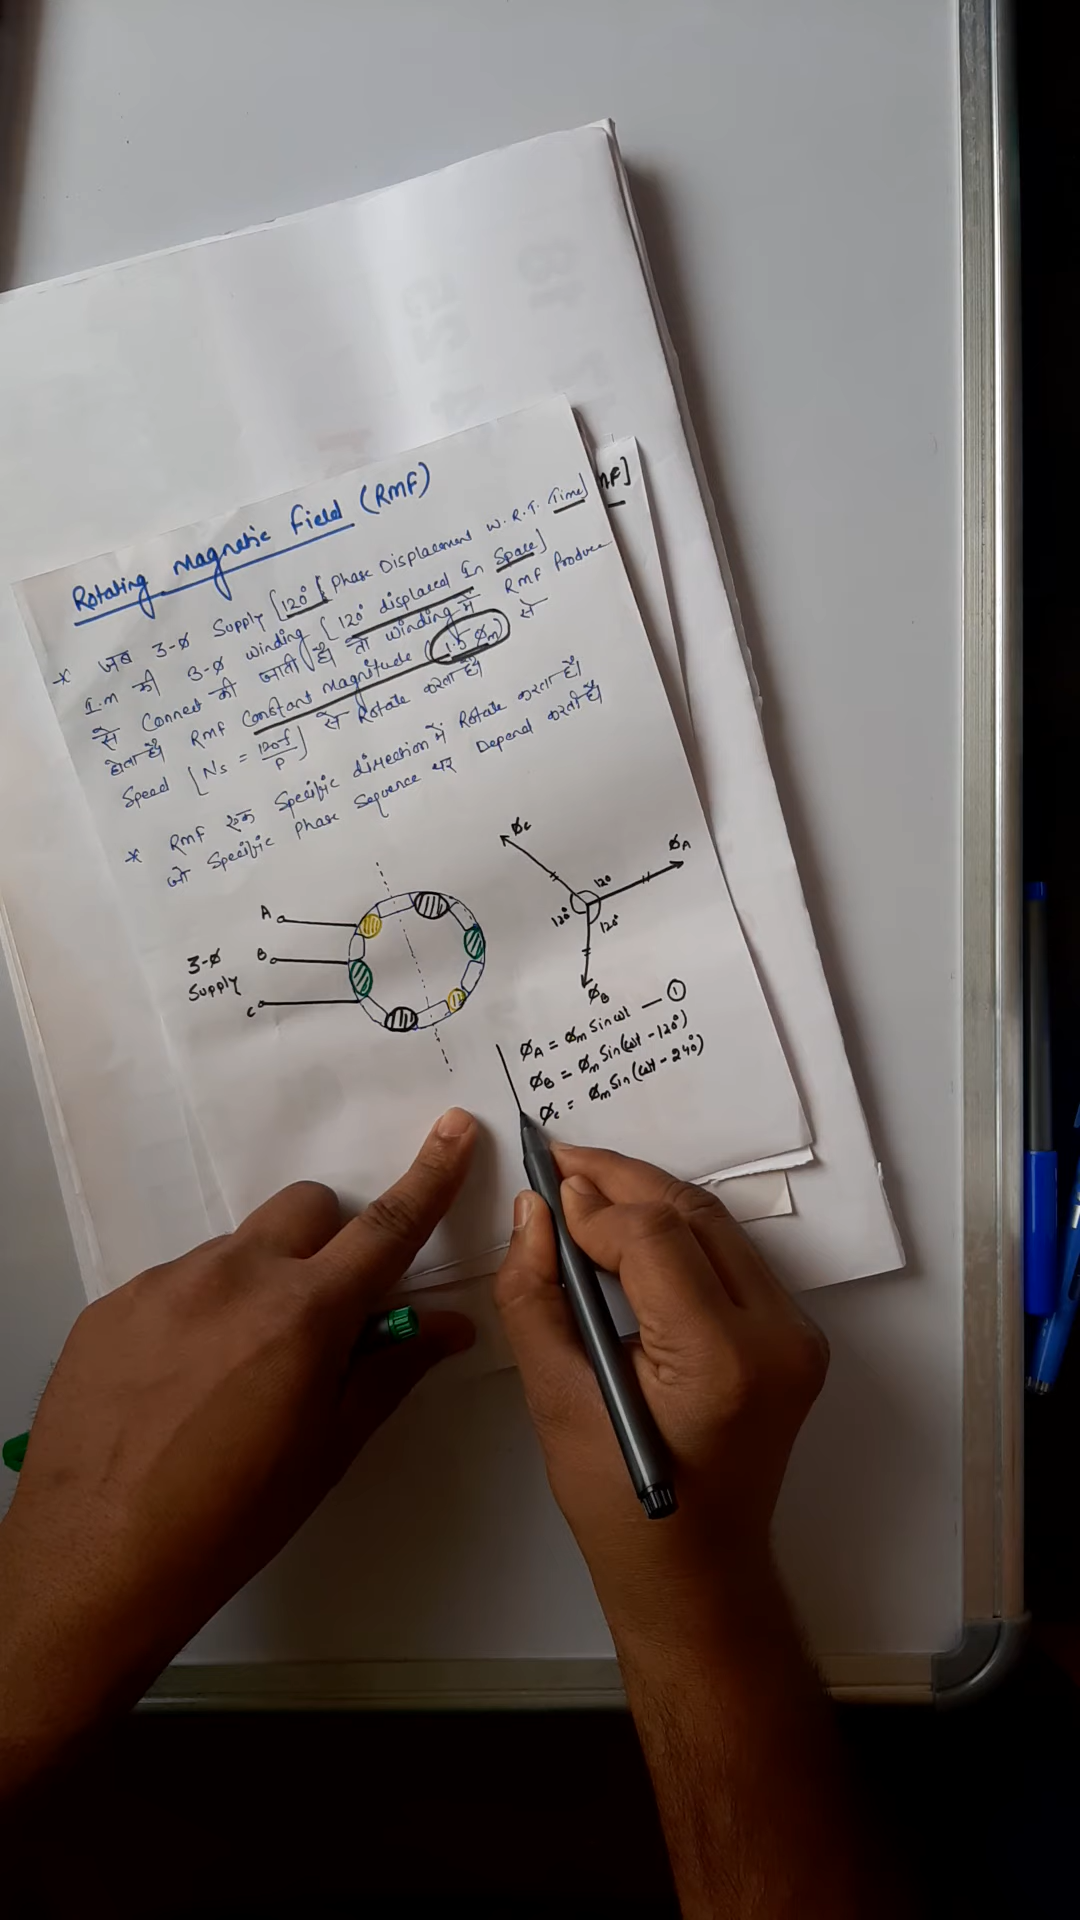 Rotating Magnetic Field (RMF)
MF]
* जब 3-Ø Supply [120° Phase Displacement W.R.T. Time]
I.m की 3-Ø winding [120° displaced In Space]
से Connect की जाती है। तो winding में RMF Produce
होता है। RMF Constant magnitude (1.5 Øm) से
Speed [Ns = 120f/P] से Rotate करता है।
* RMF एक Specific direction में Rotate करता है।
जो Specific Phase Sequence पर Depend करती है।
Øc
ØA
120
120°
120°
ØB
A
B
C
3-Ø
Supply
ØA = Øm Sinωt — ①
ØB = Øm Sin(ωt - 120°)
Øc = Øm Sin(ωt - 240°)